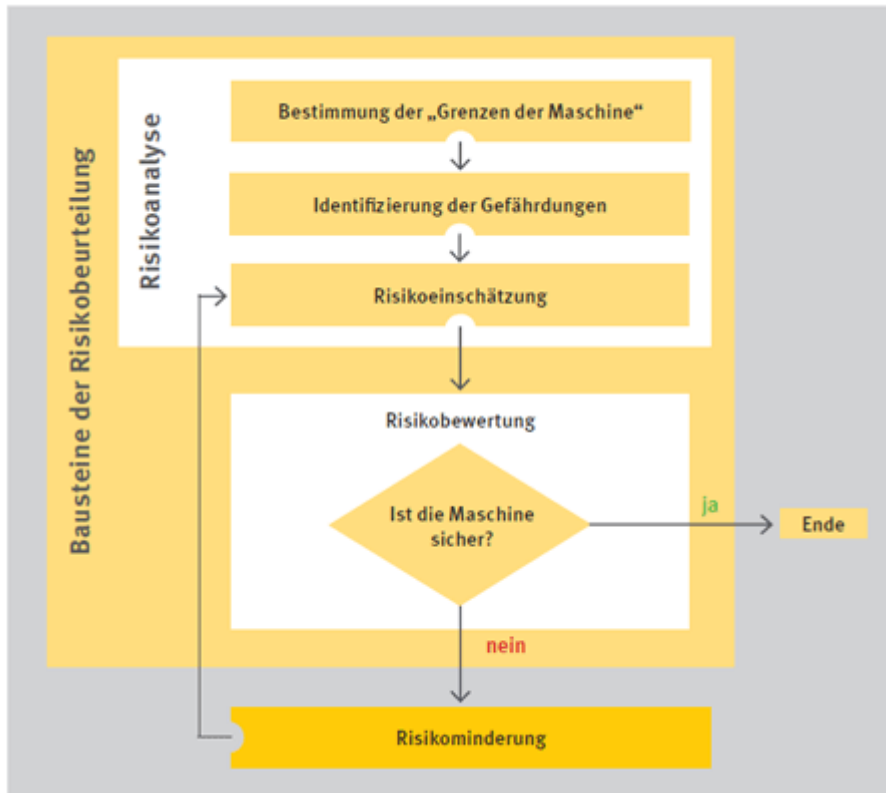 Bausteine der Risikobeurteilung
Risikoanalyse
Bestimmung der „Grenzen der Maschine“
Identifizierung der Gefährdungen
Risikoeinschätzung
Risikobewertung
Ist die Maschine
sicher?
ja
Ende
nein
Risikominderung